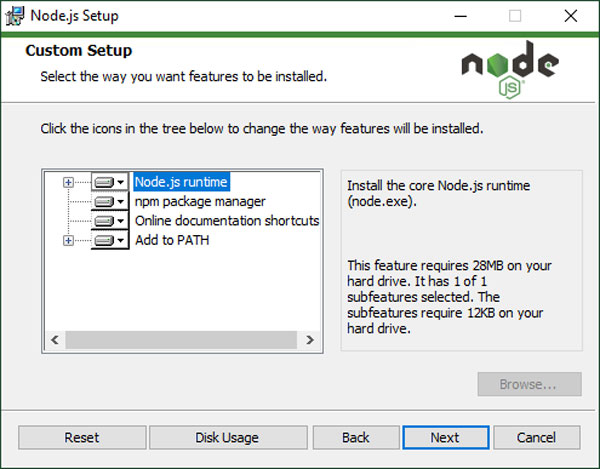 Node.js Setup
Custom Setup
Select the way you want features to be installed.
node
JS
Click the icons in the tree below to change the way features will be installed.
Node.js runtime
npm package manager
Online documentation shortcuts
Add to PATH
Install the core Node.js runtime
(node.exe).
This feature requires 28MB on your
hard drive. It has 1 of 1
subfeatures selected. The
subfeatures require 12KB on your
hard drive.
Browse...
Reset
Disk Usage
Back
Next
Cancel